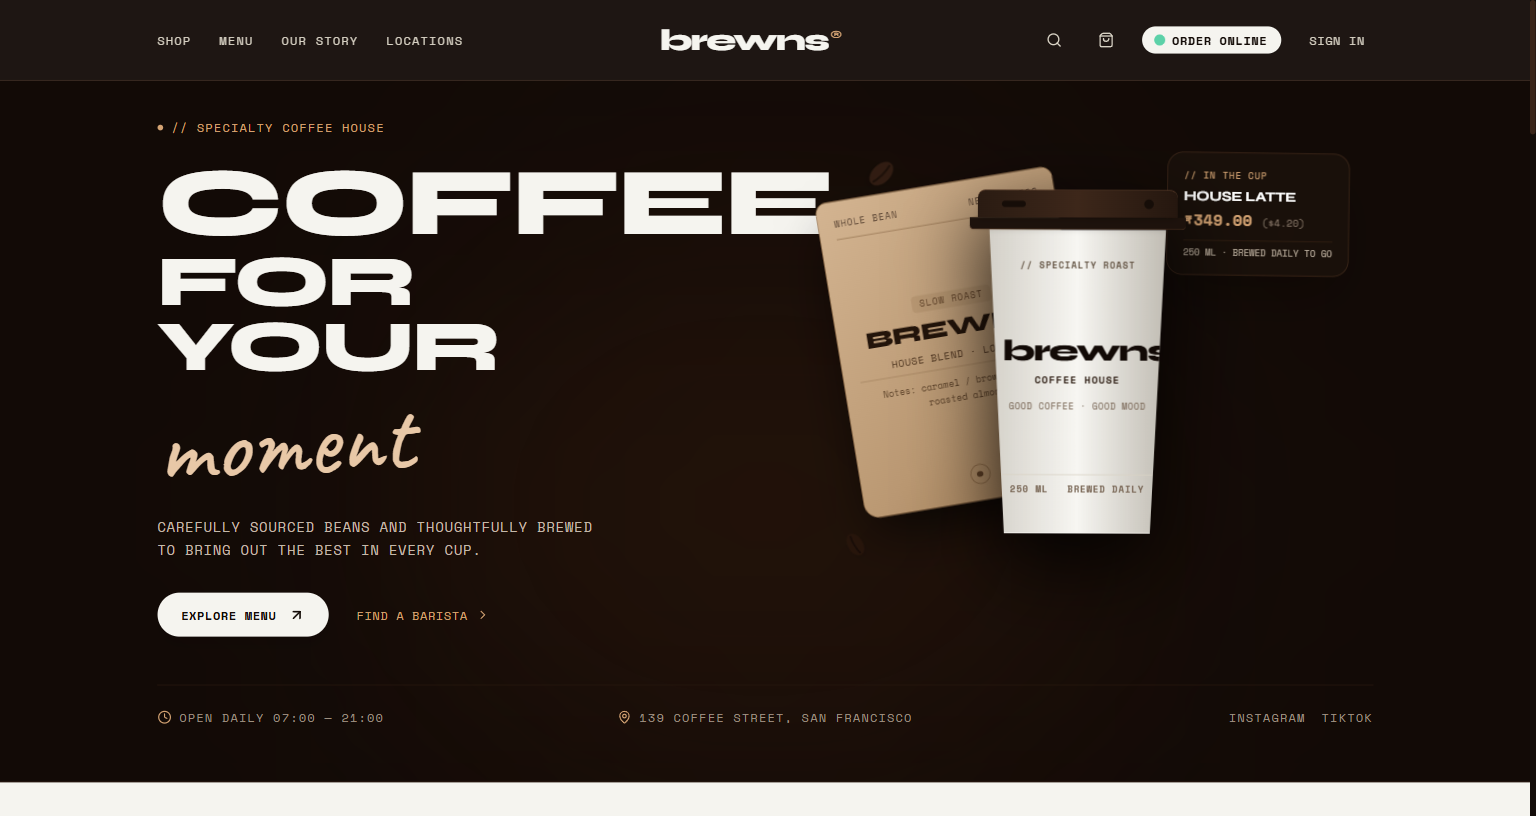 SHOP MENU OUR STORY LOCATIONS
brewns®
ORDER ONLINE SIGN IN
// SPECIALTY COFFEE HOUSE
COFFEE
FOR
YOUR
moment
CAREFULLY SOURCED BEANS AND THOUGHTFULLY BREWED
TO BRING OUT THE BEST IN EVERY CUP.
EXPLORE MENU FIND A BARISTA
WHOLE BEAN
SLOW ROAST
HOUSE BLEND ·
Notes: caramel /
roasted
// SPECIALTY ROAST
brewns
COFFEE HOUSE
GOOD COFFEE · GOOD MOOD
250 ML BREWED DAILY
// IN THE CUP
HOUSE LATTE
₹349.00 ($4.20)
250 ML · BREWED DAILY TO GO
OPEN DAILY 07:00 — 21:00
139 COFFEE STREET, SAN FRANCISCO
INSTAGRAM TIKTOK